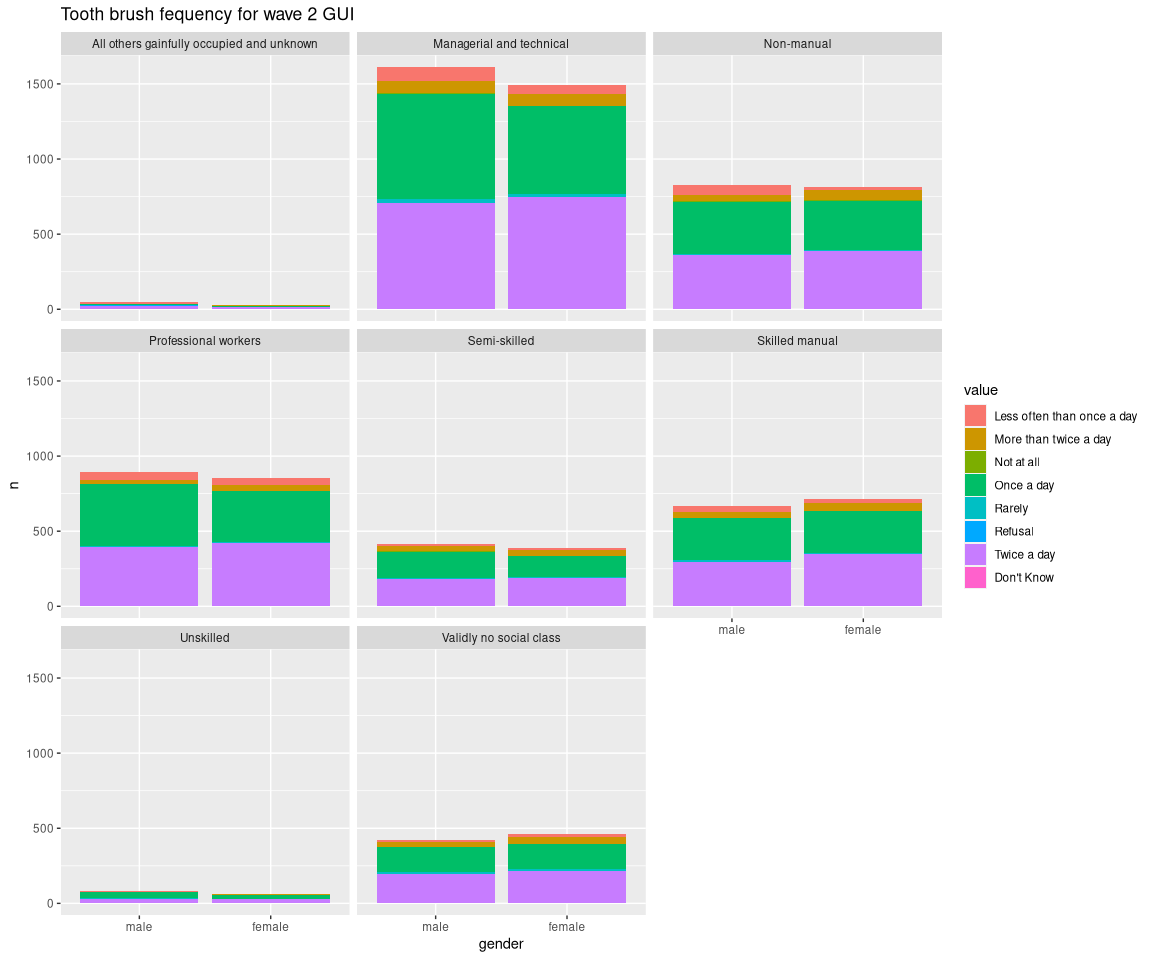 Tooth brush fequency for wave 2 GUI
All others gainfully occupied and unknown
Managerial and technical
Non-manual
1500
1000
500
0
Professional workers
Semi-skilled
Skilled manual
1500
1000
500
0
male
female
Unskilled
Validly no social class
1500
1000
500
0
male
female
male
female
gender
n
value
Less often than once a day
More than twice a day
Not at all
Once a day
Rarely
Refusal
Twice a day
Don't Know